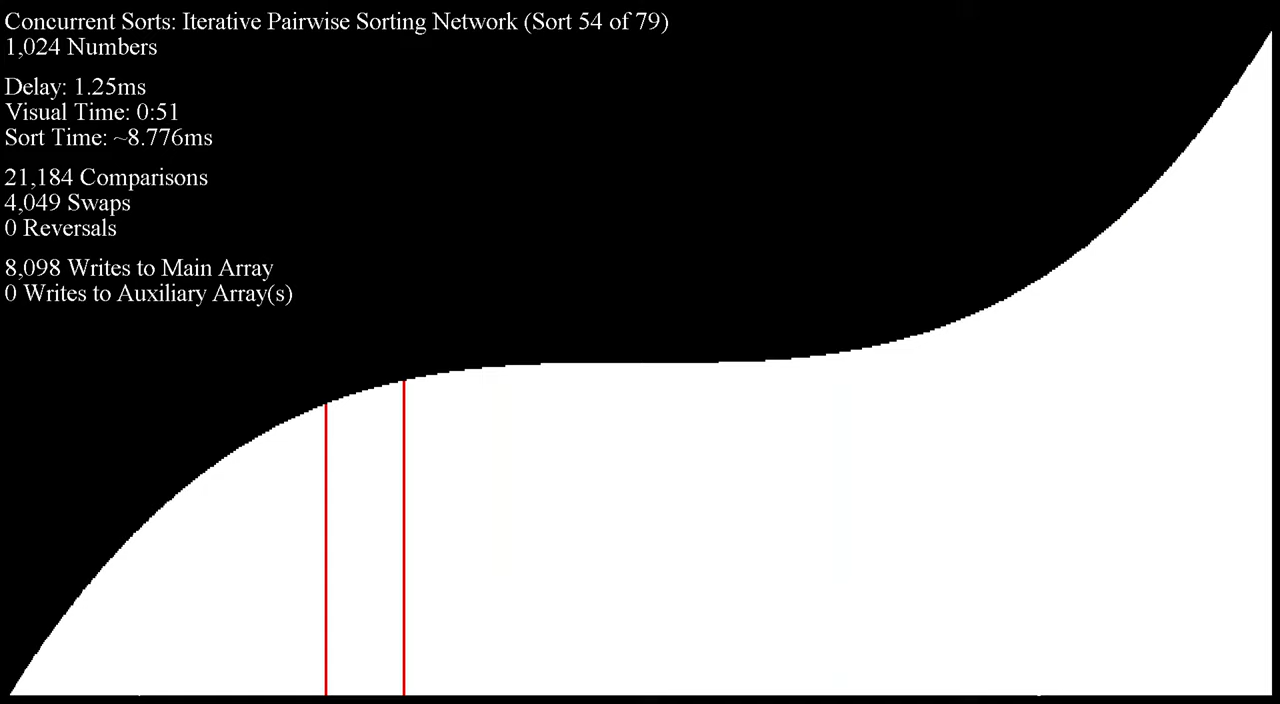 Concurrent Sorts: Iterative Pairwise Sorting Network (Sort 54 of 79)
1,024 Numbers
Delay: 1.25ms
Visual Time: 0:51
Sort Time: ~8.776ms
21,184 Comparisons
4,049 Swaps
0 Reversals
8,098 Writes to Main Array
0 Writes to Auxiliary Array(s)